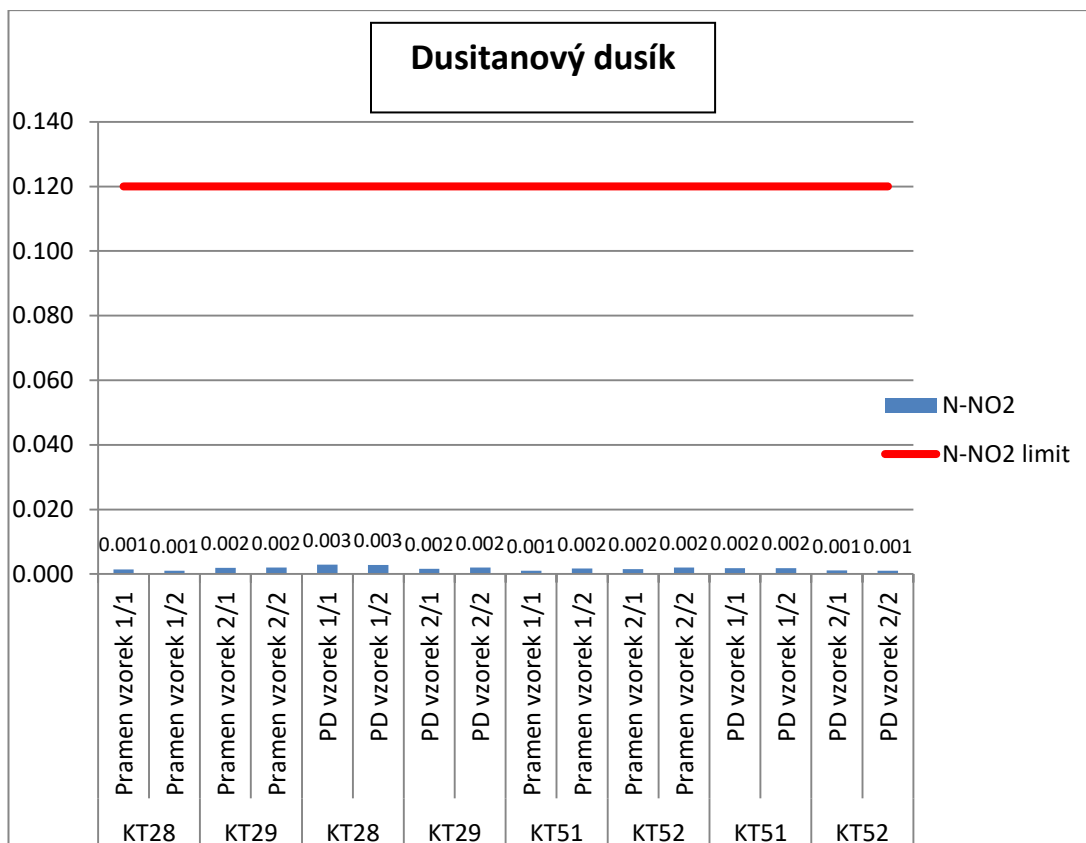 Dusitanový dusík
0.140
0.120
0.100
0.080
0.060
0.040
0.020
0.000
0.001 0.001 0.002 0.002 0.003 0.003 0.002 0.002 0.001 0.002 0.002 0.002 0.002 0.002 0.001 0.001
Pramen vzorek 1/1
Pramen vzorek 1/2
Pramen vzorek 2/1
Pramen vzorek 2/2
PD vzorek 1/1
PD vzorek 1/2
PD vzorek 2/1
PD vzorek 2/2
Pramen vzorek 1/1
Pramen vzorek 1/2
Pramen vzorek 2/1
Pramen vzorek 2/2
PD vzorek 1/1
PD vzorek 1/2
PD vzorek 2/1
PD vzorek 2/2
KT28 KT29 KT28 KT29 KT51 KT52 KT51 KT52
N-NO2
N-NO2 limit